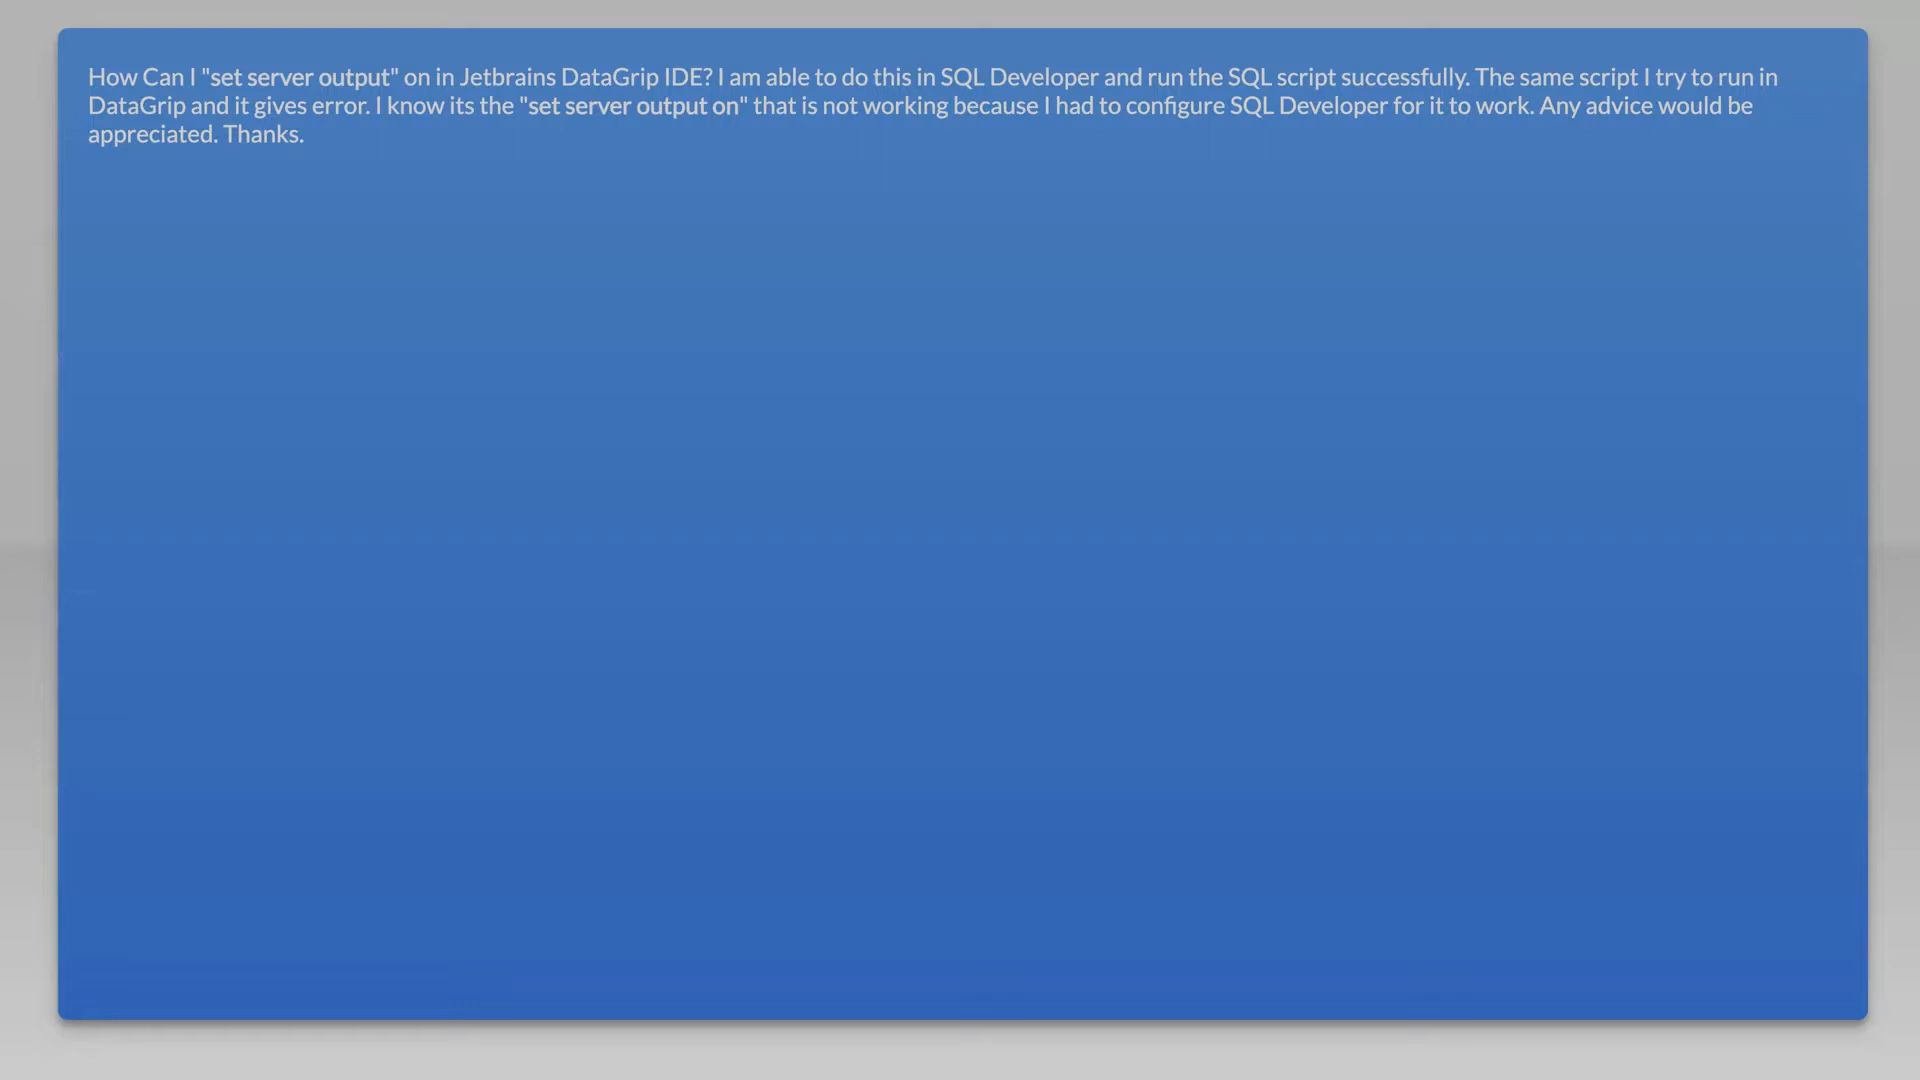 How Can I "set server output" on in Jetbrains DataGrip IDE? I am able to do this in SQL Developer and run the SQL script successfully. The same script I try to run in
DataGrip and it gives error. I know its the "set server output on" that is not working because I had to configure SQL Developer for it to work. Any advice would be
appreciated. Thanks.